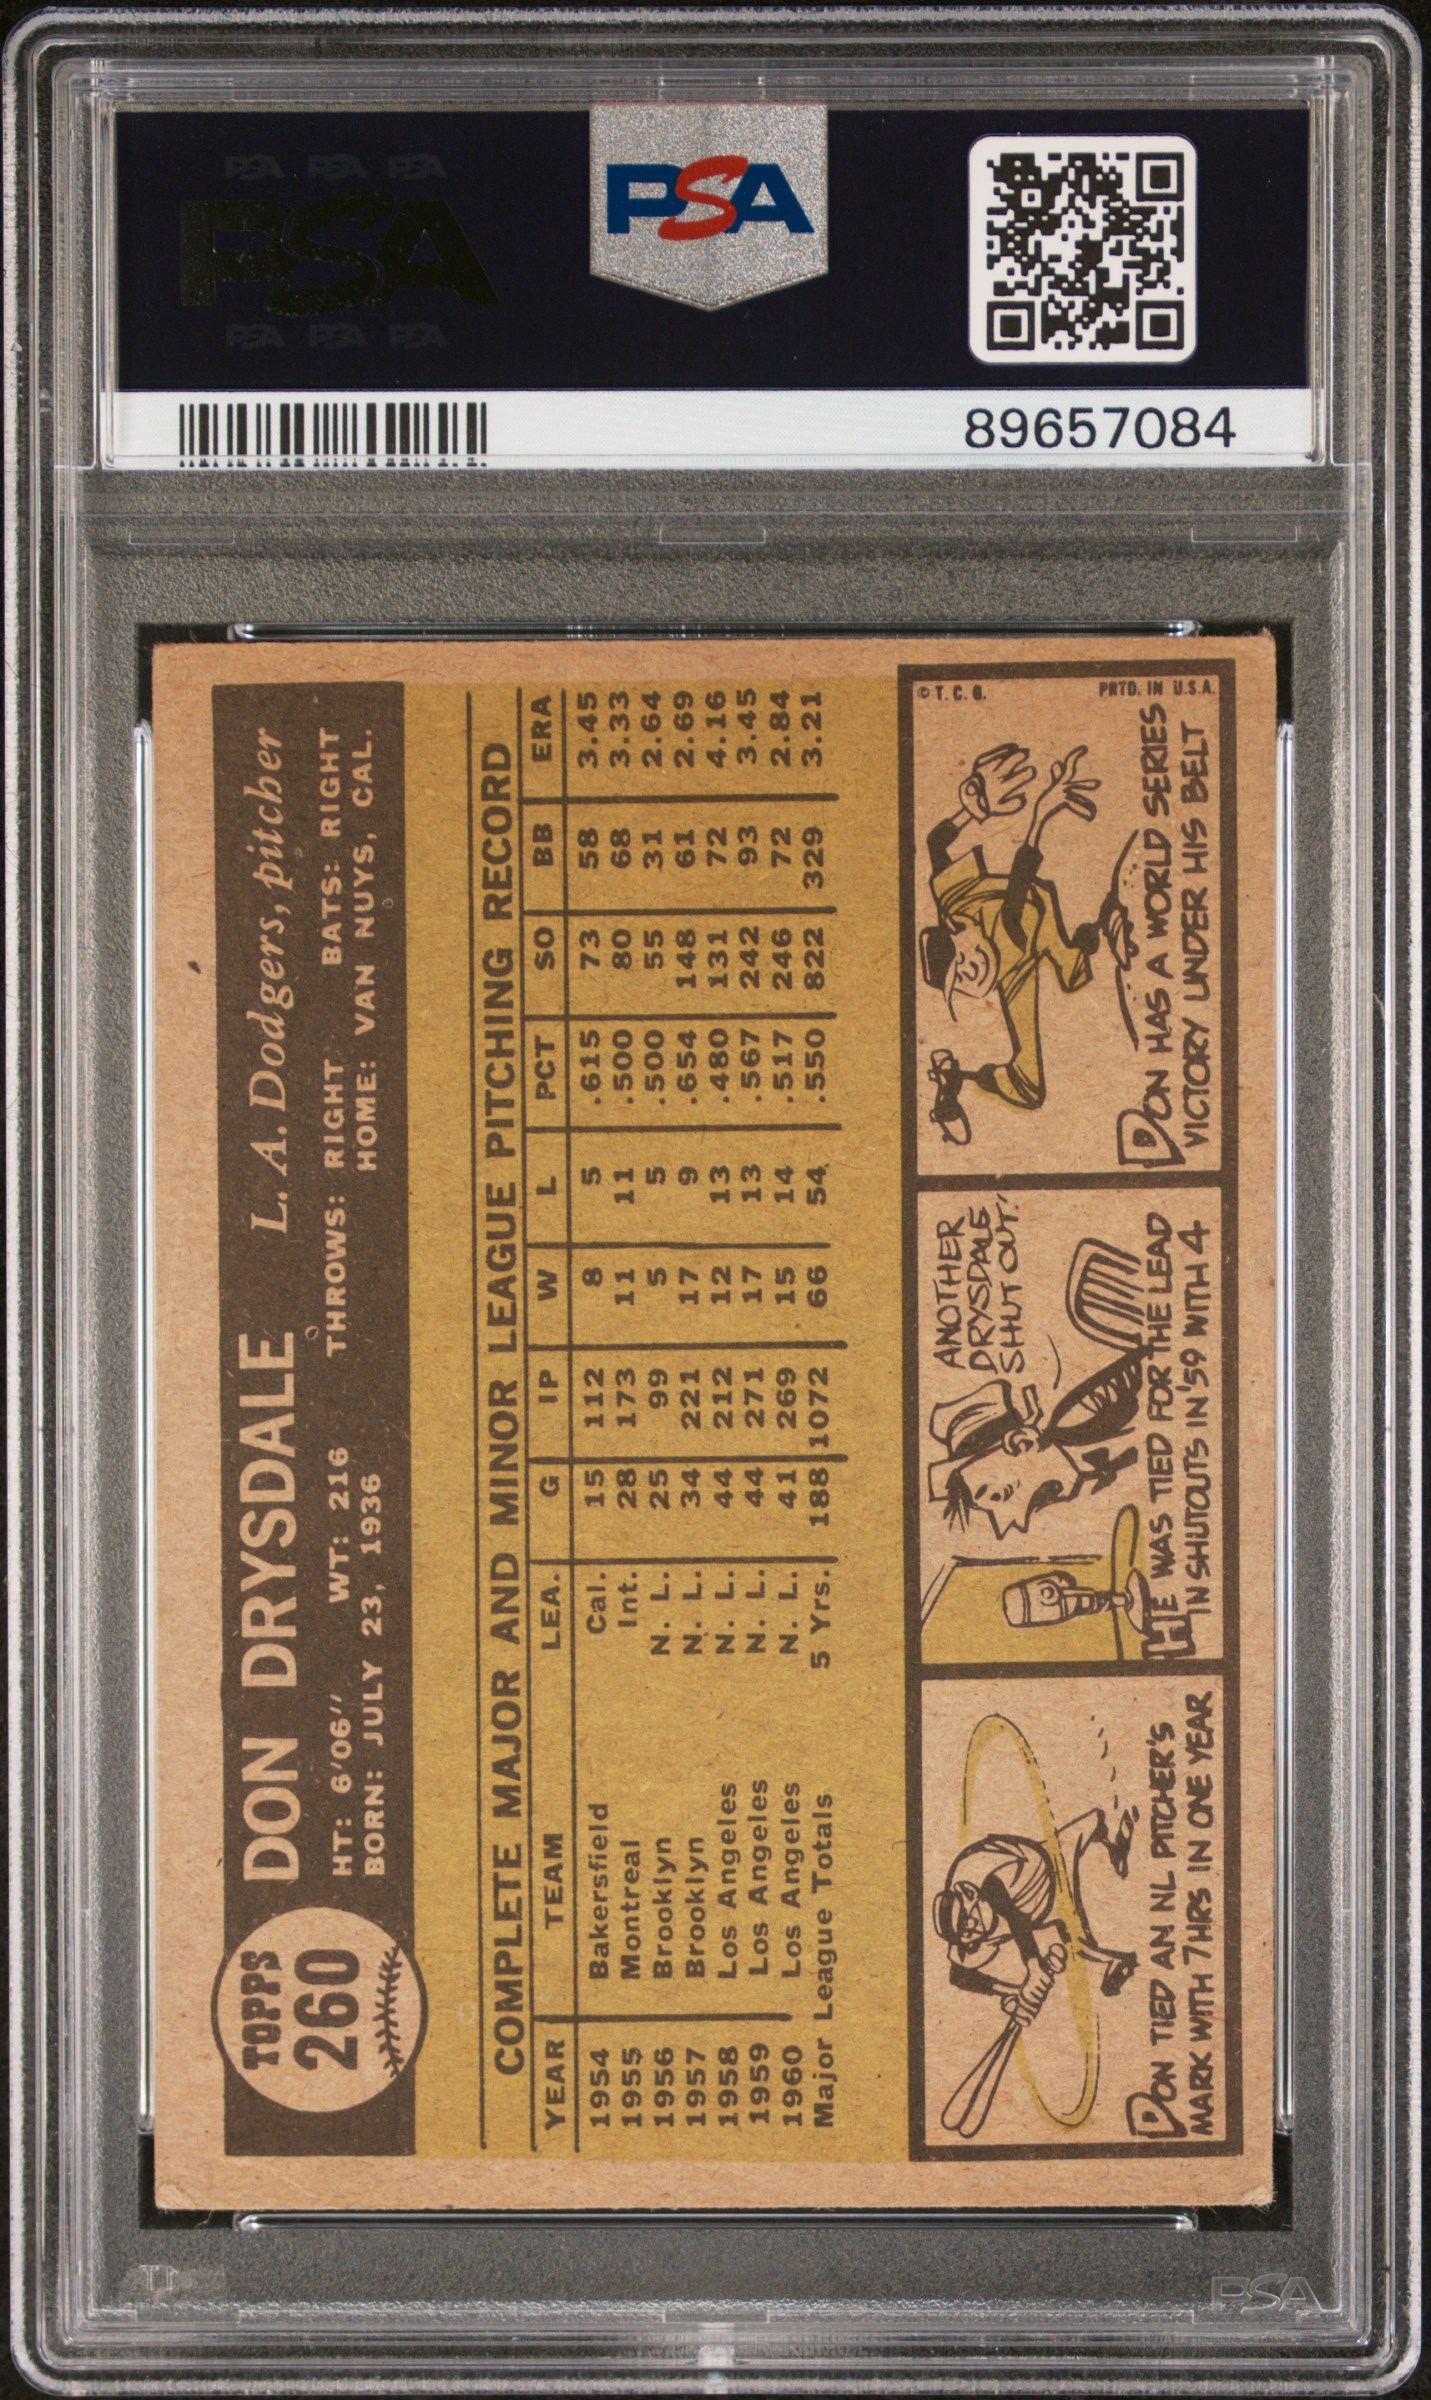 PSA PSA PSA
PSA
PSA PSA PSA
PSA
89657084
TOPPS
260
DON DRYSDALE L. A. Dodgers, pitcher
HT: 6'06" WT: 216 THROWS: RIGHT BATS: RIGHT
BORN: JULY 23, 1936 HOME: VAN NUYS, CAL.
COMPLETE MAJOR AND MINOR LEAGUE PITCHING RECORD
YEAR TEAM LEA. G IP W L PCT SO BB ERA
1954 Bakersfield Cal. 15 112 8 5 .615 73 58 3.45
1955 Montreal Int. 28 173 11 11 .500 80 68 3.33
1956 Brooklyn N. L. 25 99 5 5 .500 55 31 2.64
1957 Brooklyn N. L. 34 221 17 9 .654 148 61 2.69
1958 Los Angeles N. L. 44 212 12 13 .480 131 72 4.16
1959 Los Angeles N. L. 44 271 17 13 .567 242 93 3.45
1960 Los Angeles N. L. 41 269 15 14 .517 246 72 2.84
Major League Totals 5 Yrs. 188 1072 66 54 .550 822 329 3.21
DON TIED AN NL PITCHER'S
MARK WITH 7HRS IN ONE YEAR
ANOTHER
DRYSDALE
SHUT OUT!
HE WAS TIED FOR THE LEAD
IN SHUTOUTS IN '59 WITH 4
© T. C. G. PRTD. IN U.S.A.
DON HAS A WORLD SERIES
VICTORY UNDER HIS BELT
PSA